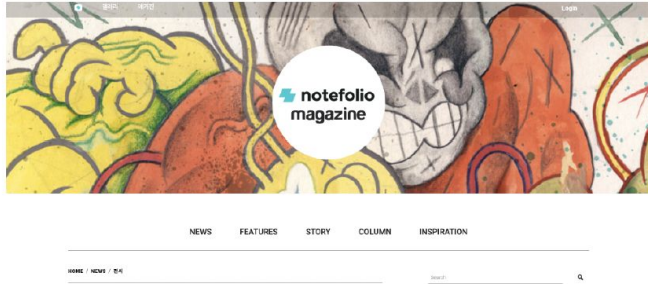 갤러리 매거진 Login
notefolio
magazine
NEWS FEATURES STORY COLUMN INSPIRATION
HOME / NEWS / 전시
Search